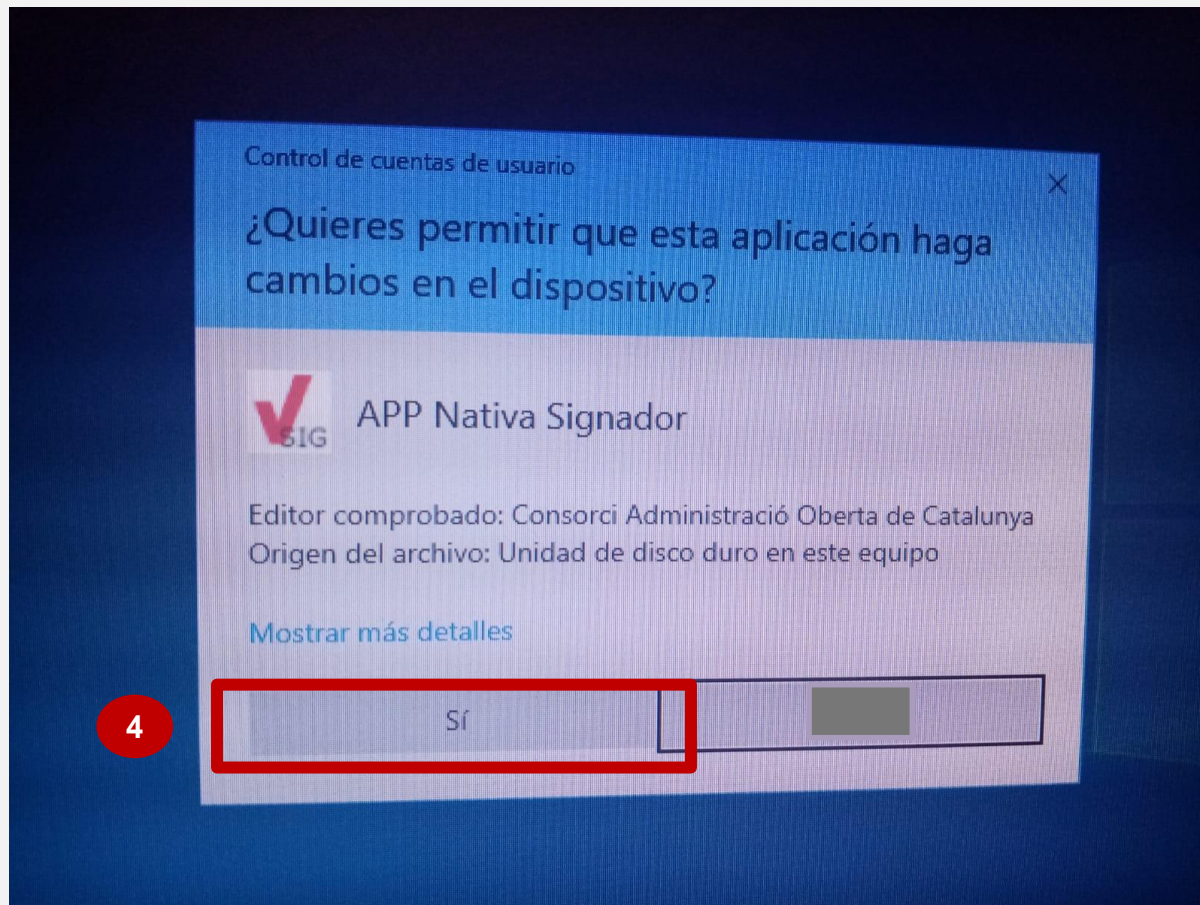 Control de cuentas de usuario
¿Quieres permitir que esta aplicación haga
cambios en el dispositivo?
SIG
APP Nativa Signador
Editor comprobado: Consorci Administració Oberta de Catalunya
Origen del archivo: Unidad de disco duro en este equipo
Mostrar más detalles
4
Sí